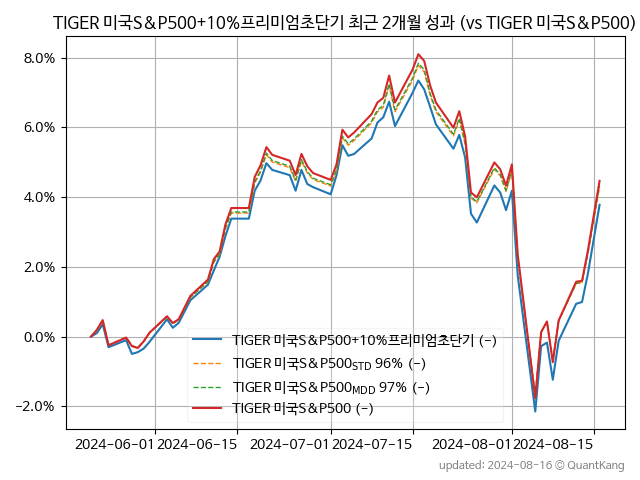 TIGER 미국S&P500+10%프리미엄초단기 최근 2개월 성과 (vs TIGER 미국S&P500)
8.0%
6.0%
4.0%
2.0%
0.0%
−2.0%
TIGER 미국S&P500+10%프리미엄초단기 (-)
TIGER 미국S&P500STD 96% (-)
TIGER 미국S&P500MDD 97% (-)
TIGER 미국S&P500 (-)
2024-06-01 2024-06-15 2024-07-01 2024-07-15 2024-08-01 2024-08-15
updated: 2024-08-16 © QuantKang